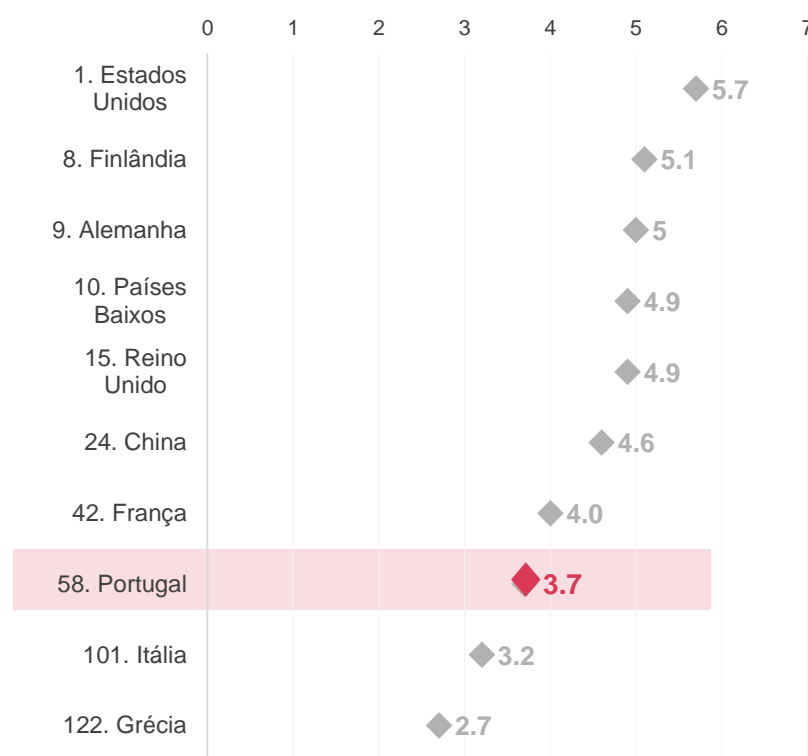 0 1 2 3 4 5 6 7
1. Estados
Unidos
5.7
8. Finlândia
5.1
9. Alemanha
5
10. Países
Baixos
4.9
15. Reino
Unido
4.9
24. China
4.6
42. França
4.0
58. Portugal
3.7
101. Itália
3.2
122. Grécia
2.7